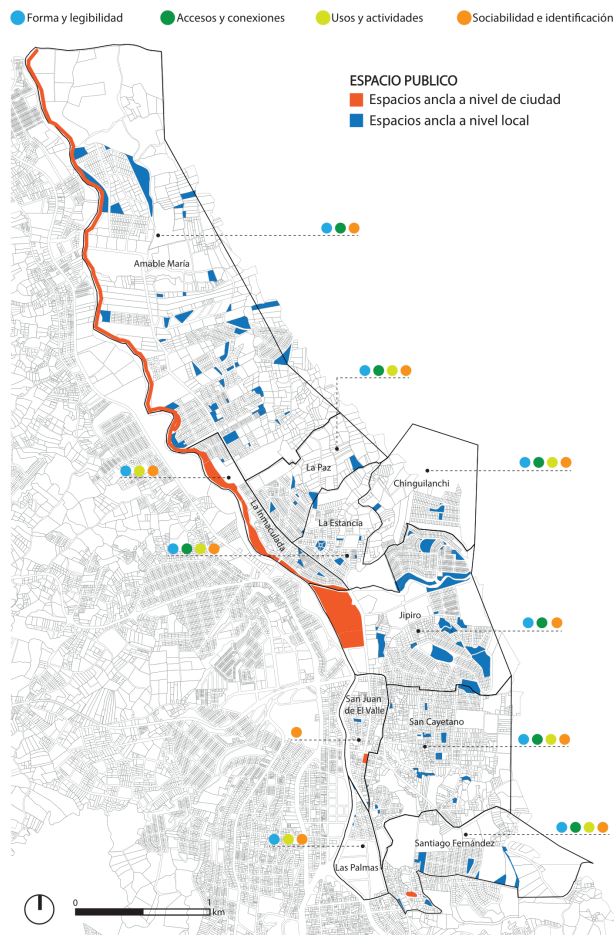 Forma y legibilidad
Accesos y conexiones
Usos y actividades
Sociabilidad e identificación
ESPACIO PUBLICO
Espacios ancla a nivel de ciudad
Espacios ancla a nivel local
Amable María
La Paz
Chinguilanchi
La Inmaculada
La Estancia
Jipiro
San Juan
de El Valle
San Cayetano
Santiago Fernández
Las Palmas
0
1
km